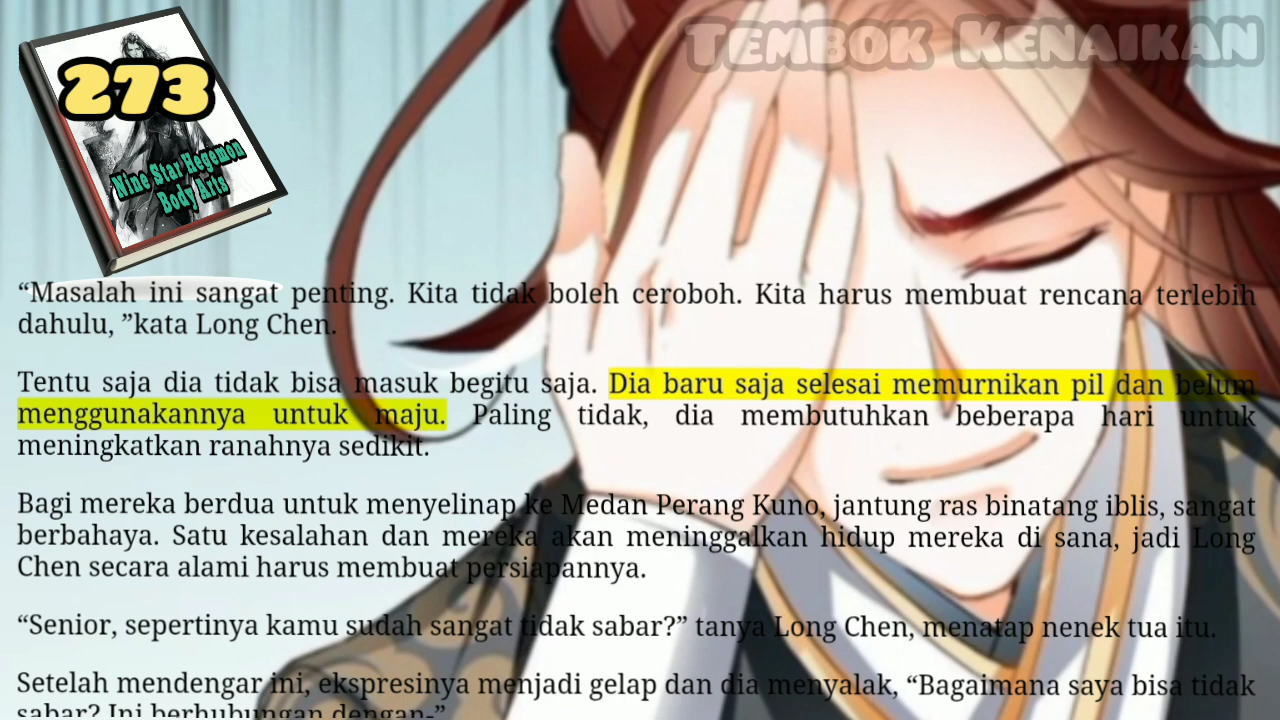 TEMBOK KENAIKAN
273
Nine Star Hegemon
Body Arts
“Masalah ini sangat penting. Kita tidak boleh ceroboh. Kita harus membuat rencana terlebih
dahulu, ”kata Long Chen.
Tentu saja dia tidak bisa masuk begitu saja. Dia baru saja selesai memurnikan pil dan belum
menggunakannya untuk maju. Paling tidak, dia membutuhkan beberapa hari untuk
meningkatkan ranahnya sedikit.
Bagi mereka berdua untuk menyelinap ke Medan Perang Kuno, jantung ras binatang iblis, sangat
berbahaya. Satu kesalahan dan mereka akan meninggalkan hidup mereka di sana, jadi Long
Chen secara alami harus membuat persiapannya.
“Senior, sepertinya kamu sudah sangat tidak sabar?” tanya Long Chen, menatap nenek tua itu.
Setelah mendengar ini, ekspresinya menjadi gelap dan dia menyalak, “Bagaimana saya bisa tidak
sabar? Ini berhubungan dengan-”